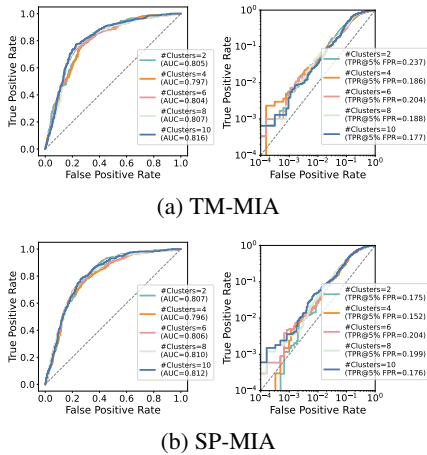 1.0
0.8
0.6
0.4
0.2
0.0
True Positive Rate
0.0 0.2 0.4 0.6 0.8 1.0
False Positive Rate
#Clusters=2
(AUC=0.805)
#Clusters=4
(AUC=0.797)
#Clusters=6
(AUC=0.804)
#Clusters=8
(AUC=0.807)
#Clusters=10
(AUC=0.816)
10⁰
10⁻¹
10⁻²
10⁻³
10⁻⁴
True Positive Rate
10⁻⁴ 10⁻³ 10⁻² 10⁻¹ 10⁰
False Positive Rate
#Clusters=2
(TPR@5% FPR=0.237)
#Clusters=4
(TPR@5% FPR=0.186)
#Clusters=6
(TPR@5% FPR=0.204)
#Clusters=8
(TPR@5% FPR=0.188)
#Clusters=10
(TPR@5% FPR=0.177)
(a) TM-MIA
1.0
0.8
0.6
0.4
0.2
0.0
True Positive Rate
0.0 0.2 0.4 0.6 0.8 1.0
False Positive Rate
#Clusters=2
(AUC=0.807)
#Clusters=4
(AUC=0.796)
#Clusters=6
(AUC=0.806)
#Clusters=8
(AUC=0.810)
#Clusters=10
(AUC=0.812)
10⁰
10⁻¹
10⁻²
10⁻³
10⁻⁴
True Positive Rate
10⁻⁴ 10⁻³ 10⁻² 10⁻¹ 10⁰
False Positive Rate
#Clusters=2
(TPR@5% FPR=0.175)
#Clusters=4
(TPR@5% FPR=0.152)
#Clusters=6
(TPR@5% FPR=0.204)
#Clusters=8
(TPR@5% FPR=0.199)
#Clusters=10
(TPR@5% FPR=0.176)
(b) SP-MIA